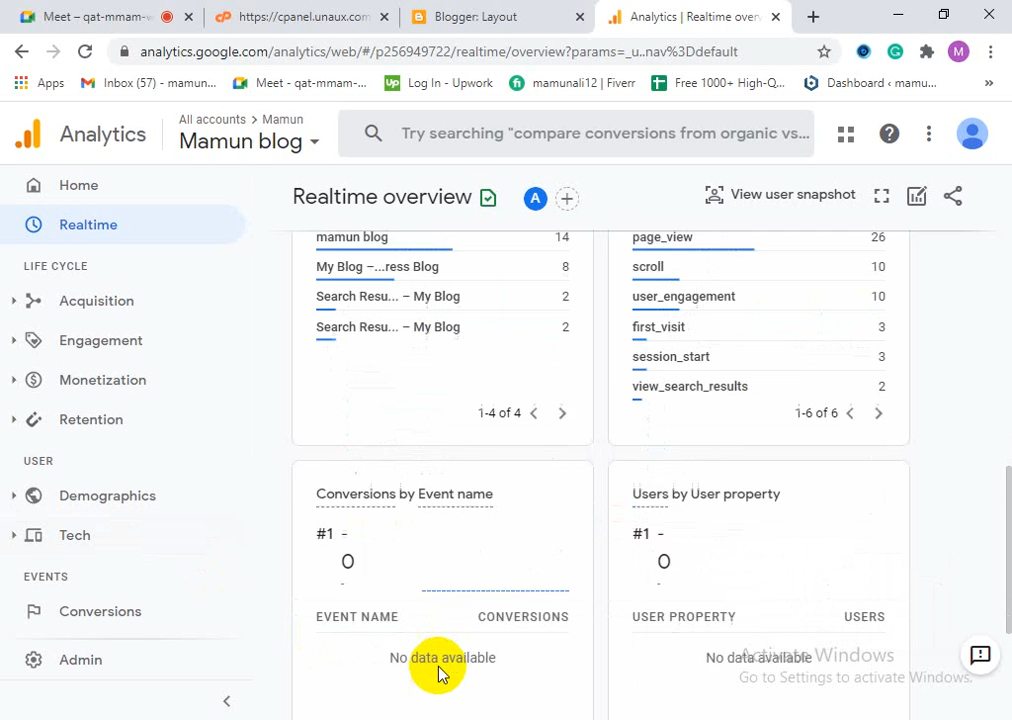 Meet – qat-mmam-w
https://cpanel.unaux.com/
Blogger: Layout
Analytics | Realtime over
analytics.google.com/analytics/web/#/p256949722/realtime/overview?params=_u..nav%3Ddefault
M
Apps
Inbox (57) - mamun...
Meet - qat-mmam-...
Up
Log In - Upwork
mamunali12 | Fiverr
Free 1000+ High-Q...
Dashboard ‹ mamu...
Analytics
All accounts > Mamun
Mamun blog
Try searching "compare conversions from organic vs...
Home
Realtime
LIFE CYCLE
Acquisition
Engagement
Monetization
Retention
USER
Demographics
Tech
EVENTS
Conversions
Admin
Realtime overview
A
View user snapshot
mamun blog 14
My Blog –...ress Blog 8
Search Resu... – My Blog 2
Search Resu... – My Blog 2
1-4 of 4
page_view 26
scroll 10
user_engagement 10
first_visit 3
session_start 3
view_search_results 2
1-6 of 6
Conversions by Event name
#1 -
0
-
EVENT NAME CONVERSIONS
No data available
Users by User property
#1 -
0
-
USER PROPERTY USERS
No data available
Activate Windows
Go to Settings to activate Windows.